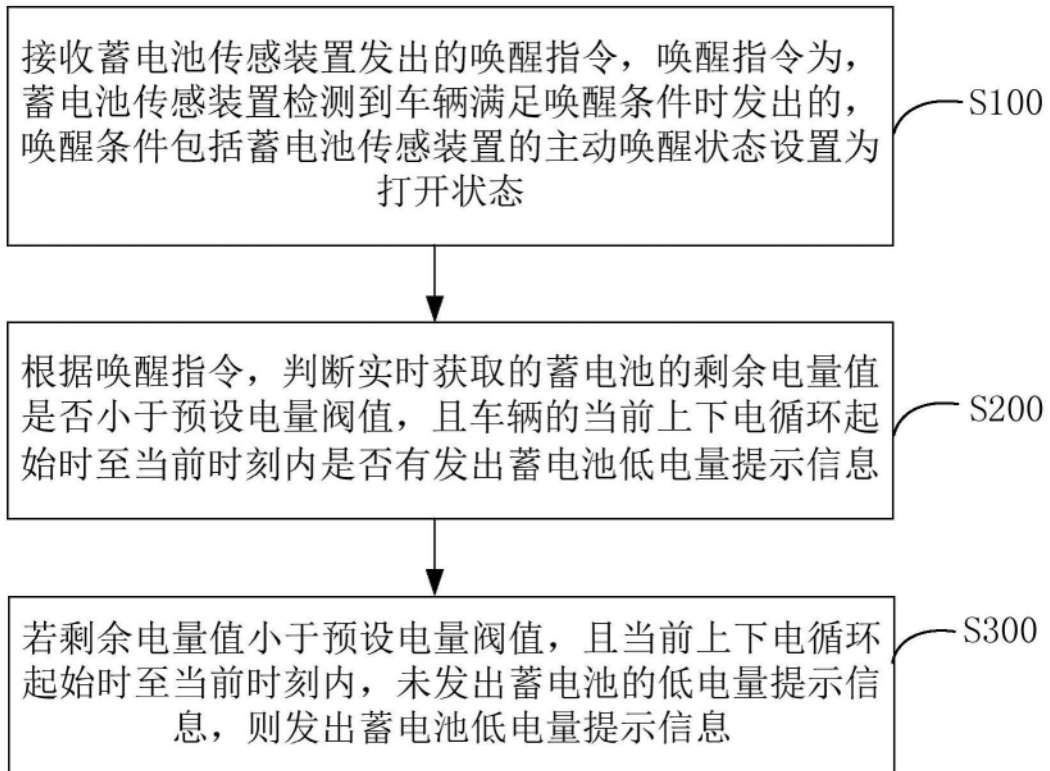 接收蓄电池传感装置发出的唤醒指令，唤醒指令为，
蓄电池传感装置检测到车辆满足唤醒条件时发出的，
唤醒条件包括蓄电池传感装置的主动唤醒状态设置为
打开状态
S100
根据唤醒指令，判断实时获取的蓄电池的剩余电量值
是否小于预设电量阀值，且车辆的当前上下电循环起
始时至当前时刻内是否有发出蓄电池低电量提示信息
S200
若剩余电量值小于预设电量阀值，且当前上下电循环
起始时至当前时刻内，未发出蓄电池的低电量提示信
息，则发出蓄电池低电量提示信息
S300